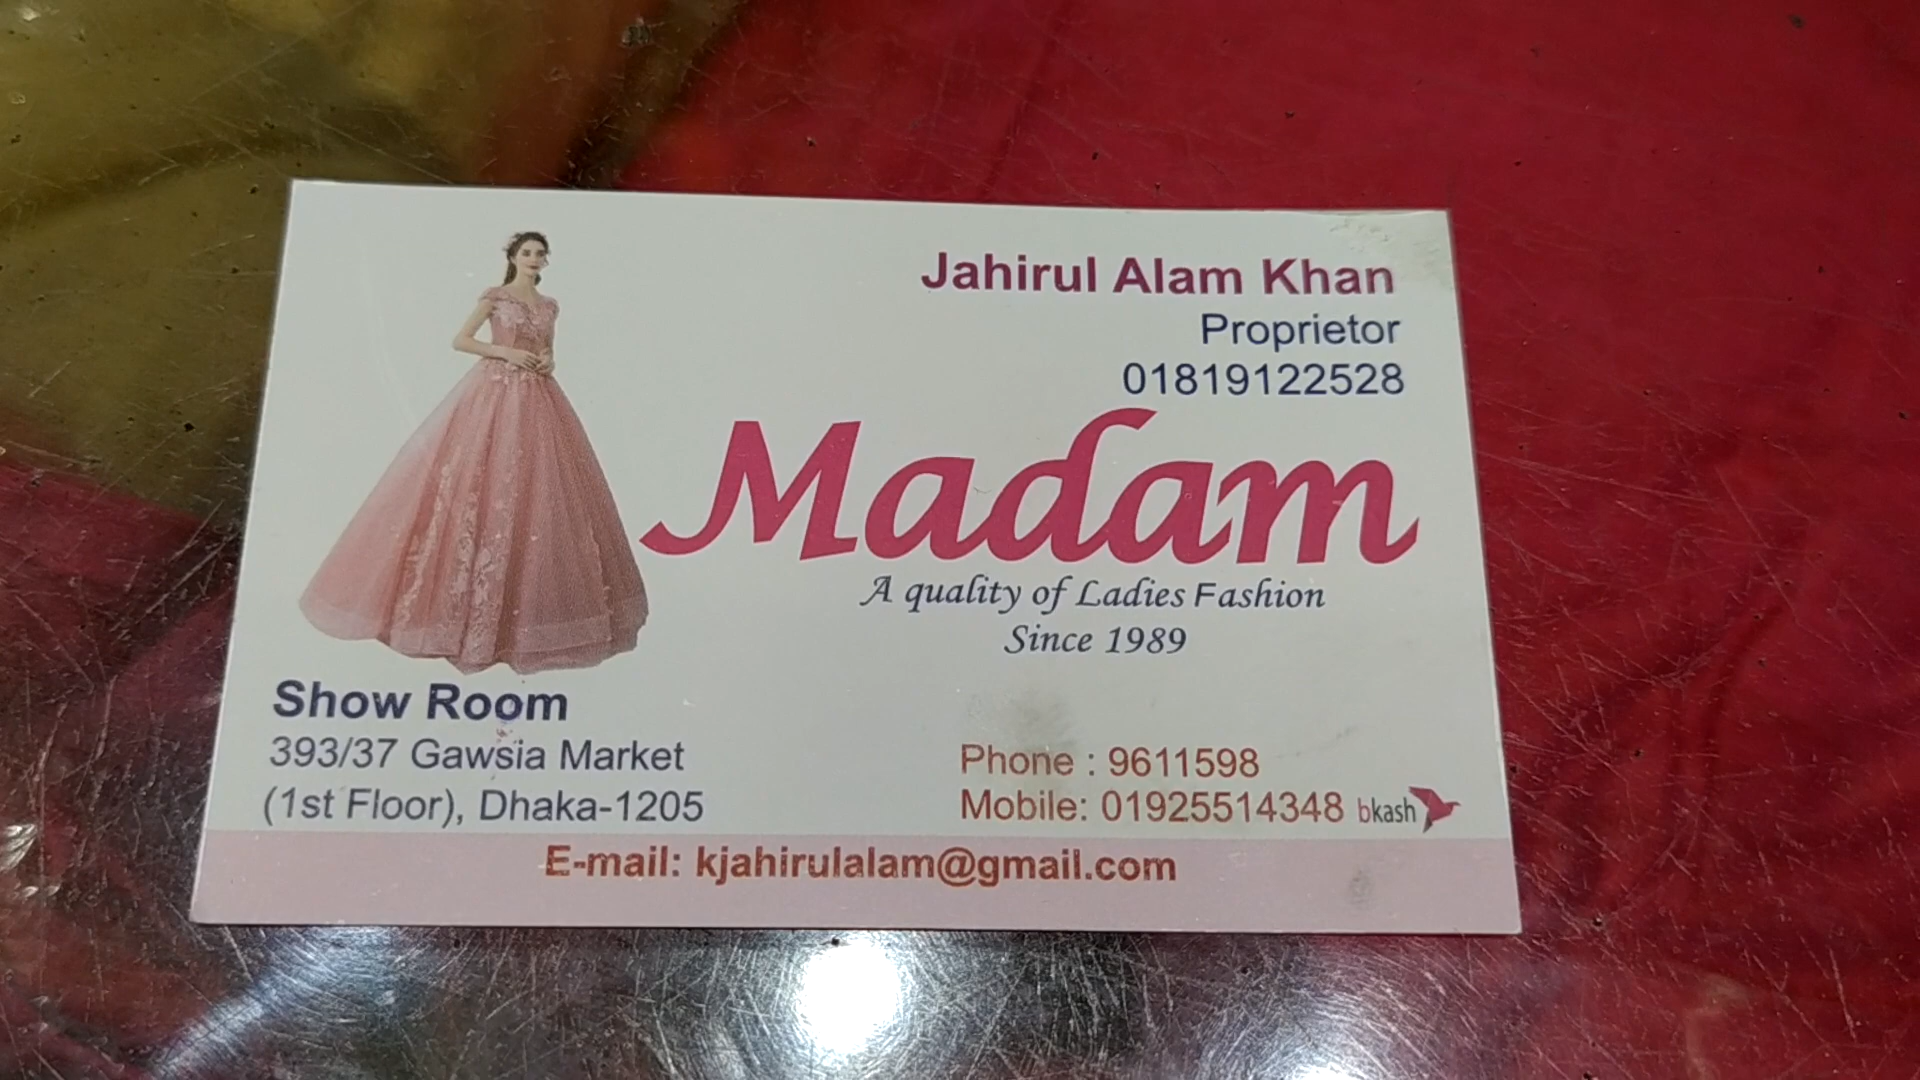 Jahirul Alam Khan
Proprietor
01819122528
Madam
A quality of Ladies Fashion
Since 1989
Show Room
393/37 Gawsia Market
(1st Floor), Dhaka-1205
Phone : 9611598
Mobile: 01925514348 bkash
E-mail: kjahirulalam@gmail.com